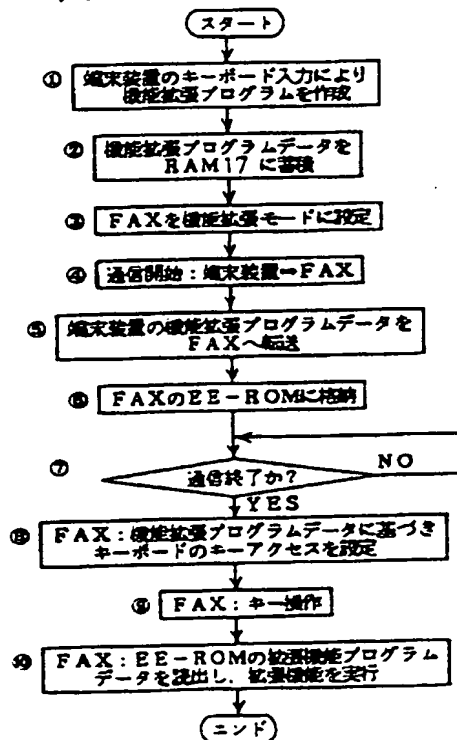 スタート
① 端末装置のキーボード入力により
機能拡張プログラムを作成
② 機能拡張プログラムデータを
RAM17に蓄積
③ FAXを機能拡張モードに設定
④ 通信開始:端末装置⇒FAX
⑤ 端末装置の機能拡張プログラムデータを
FAXへ転送
⑥ FAXのEE-ROMに格納
⑦ 通信終了か?
NO
YES
⑧ FAX:機能拡張プログラムデータに基づき
キーボードのキーアクセスを設定
⑨ FAX:キー操作
⑩ FAX:EE-ROMの拡張機能プログラム
データを読出し,拡張機能を実行
エンド